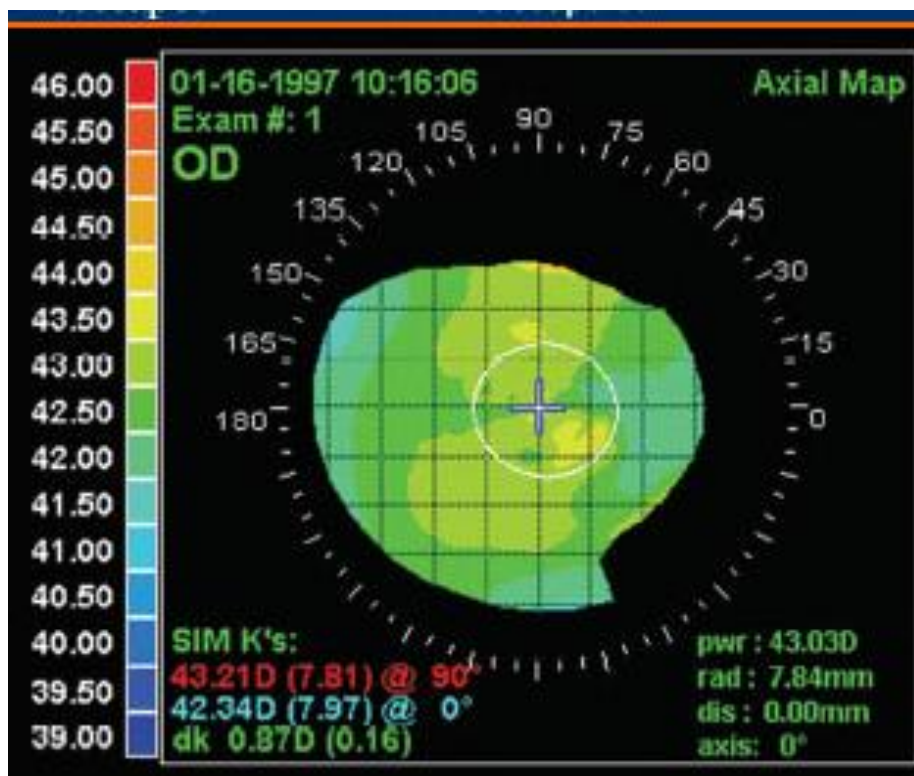 46.00
45.50
45.00
44.50
44.00
43.50
43.00
42.50
42.00
41.50
41.00
40.50
40.00
39.50
39.00
01-16-1997 10:16:06
Axial Map
Exam #: 1
OD
105 90 75
120 60
135 45
150 30
165 15
180 0
SIM K's:
43.21D (7.81) @ 90°
42.34D (7.97) @ 0°
dk 0.87D (0.16)
pwr : 43.03D
rad : 7.84mm
dis : 0.00mm
axis: 0°